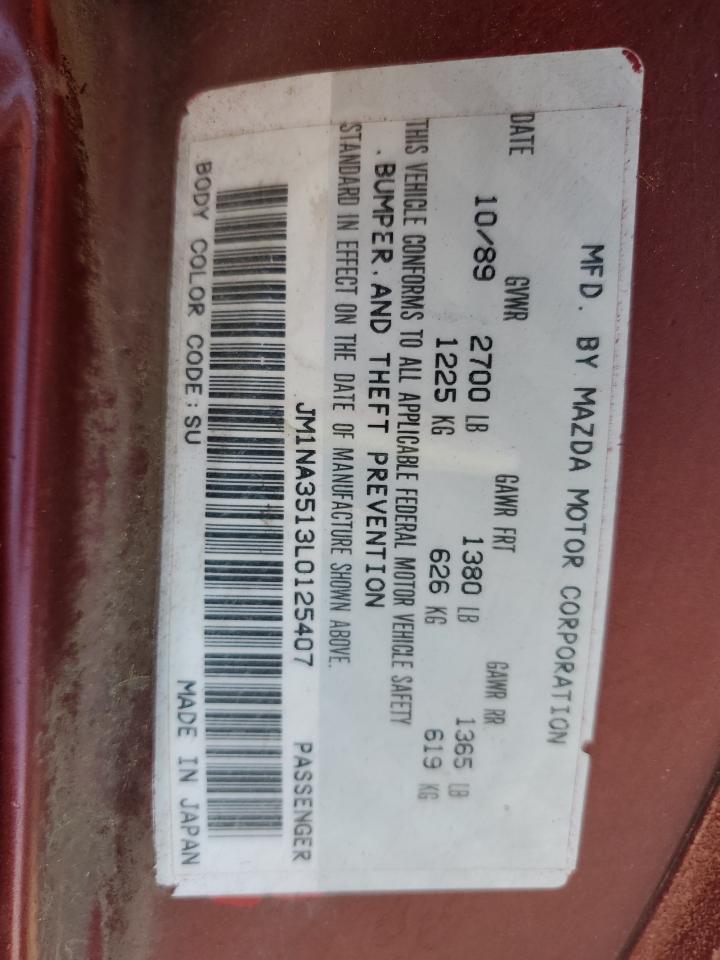 MFD. BY MAZDA MOTOR CORPORATION
DATE GVWR GAWR FRT GAWR RR
10/89 2700 LB 1380 LB 1365 LB
1225 KG 626 KG 619 KG
THIS VEHICLE CONFORMS TO ALL APPLICABLE FEDERAL MOTOR VEHICLE SAFETY
. BUMPER. AND THEFT PREVENTION
STANDARD IN EFFECT ON THE DATE OF MANUFACTURE SHOWN ABOVE.
JM1NA3513L0125407 PASSENGER
BODY COLOR CODE:SU MADE IN JAPAN